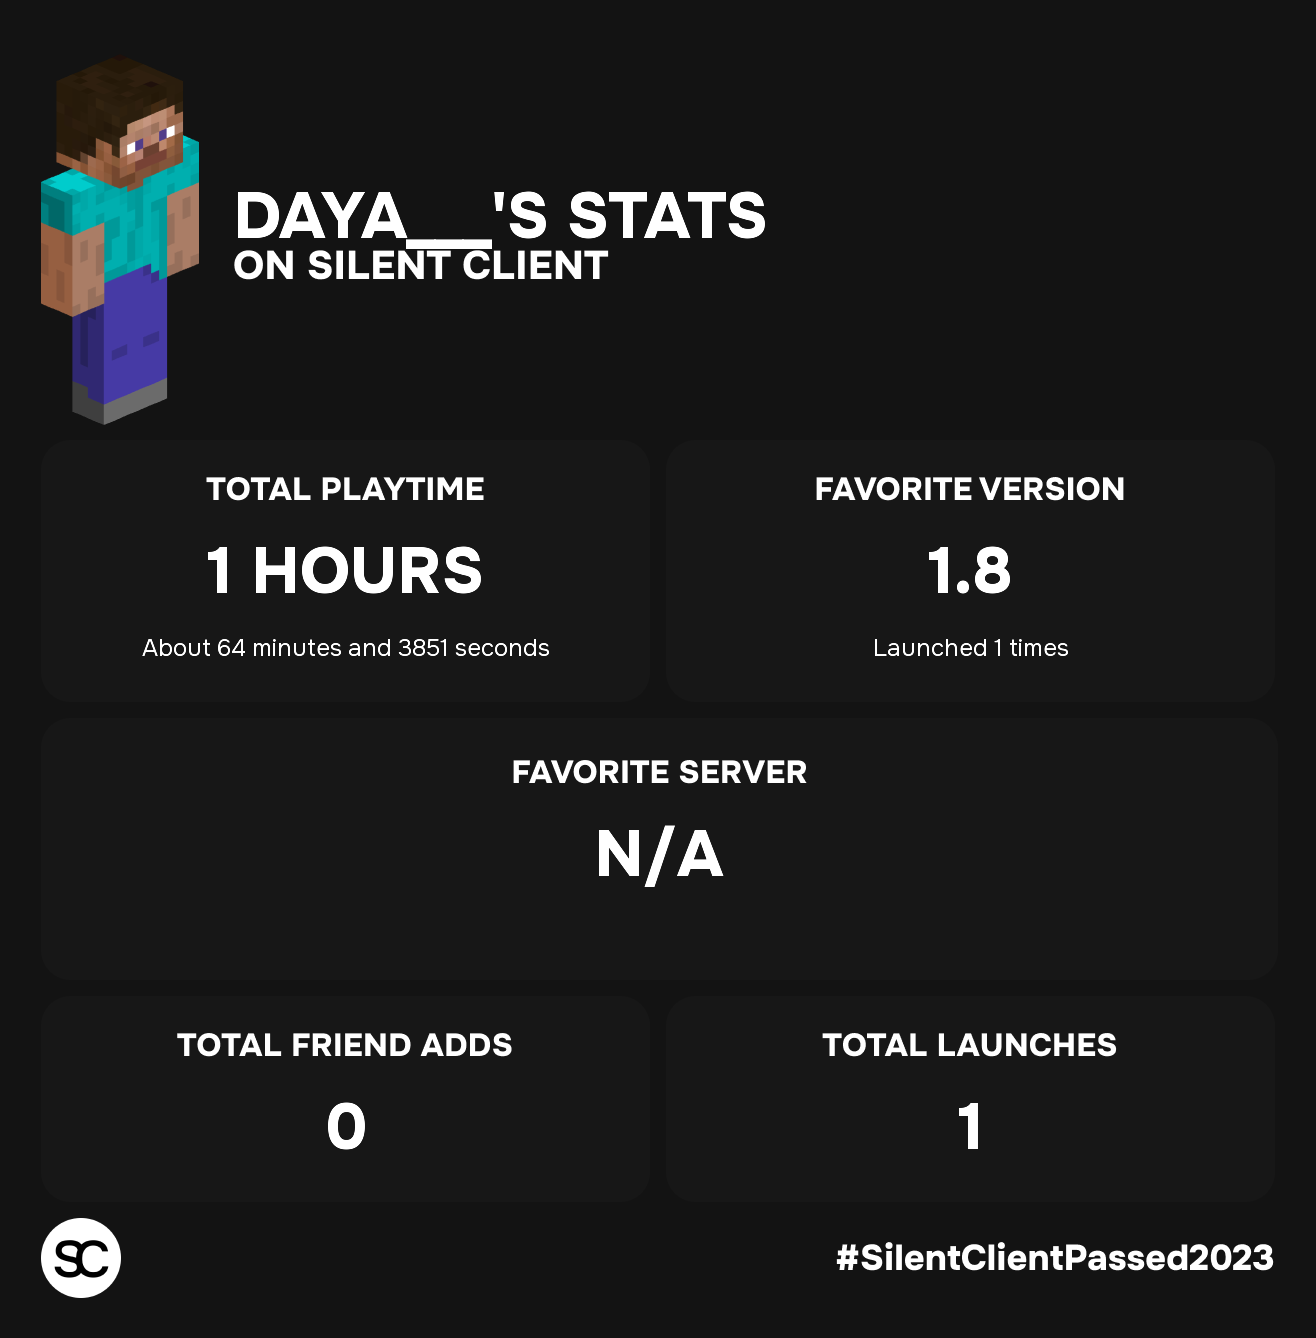 DAYA__'S STATS
ON SILENT CLIENT
TOTAL PLAYTIME
1 HOURS
About 64 minutes and 3851 seconds
FAVORITE VERSION
1.8
Launched 1 times
FAVORITE SERVER
N/A
TOTAL FRIEND ADDS
0
TOTAL LAUNCHES
1
SC
#SilentClientPassed2023